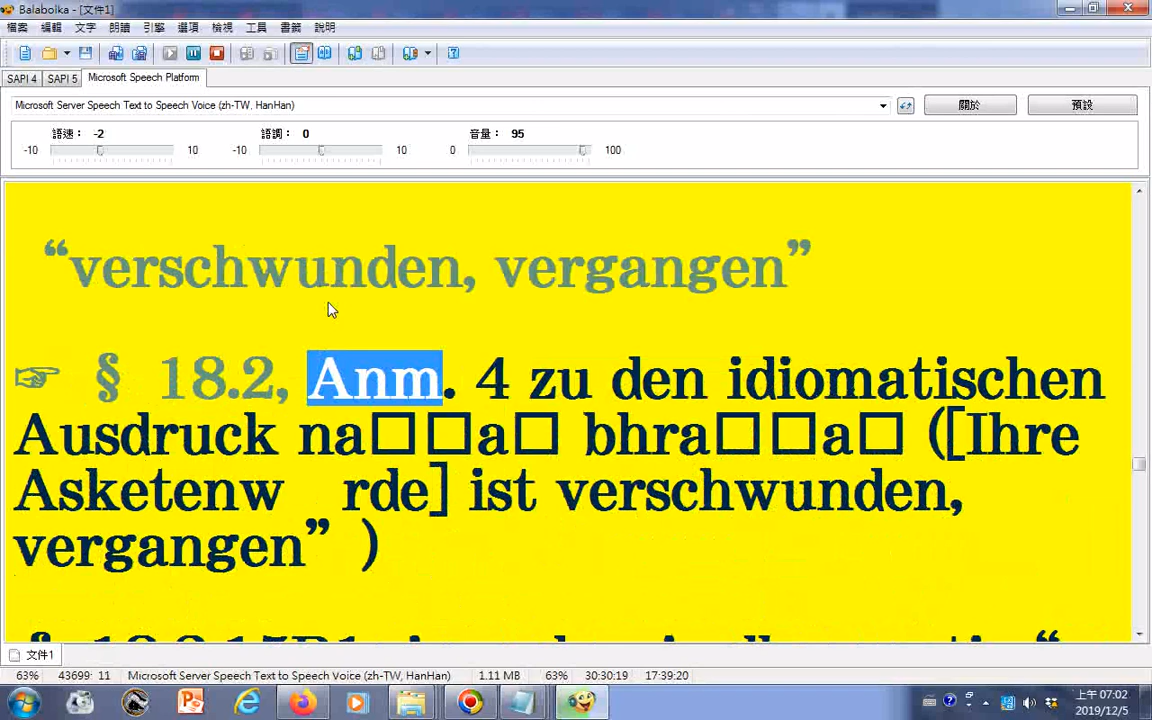 Balabolka - [文件1]
檔案 編輯 文字 朗讀 引擎 選項 檢視 工具 書籤 說明
SAPI 4 SAPI 5 Microsoft Speech Platform
Microsoft Server Speech Text to Speech Voice (zh-TW, HanHan) 關於 預設
語速： -2 語調： 0 音量： 95
-10 10 -10 10 0 100
“verschwunden, vergangen”
☞ § 18.2, Anm. 4 zu den idiomatischen
Ausdruck na□□a□ bhra□□a□ ([Ihre
Asketenw rde] ist verschwunden,
vergangen” )
文件1
63% 43699: 11 Microsoft Server Speech Text to Speech Voice (zh-TW, HanHan) 1.11 MB 63% 30:30:19 17:39:20
上午 07:02
2019/12/5